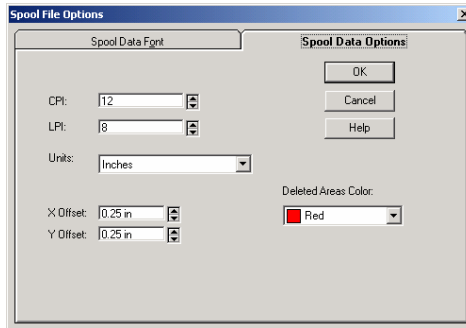 Spool File Options
Spool Data Font
Spool Data Options
OK
CPI: 12
Cancel
LPI: 8
Help
Units: Inches
Deleted Areas Color:
X Offset: 0.25 in
Red
Y Offset: 0.25 in